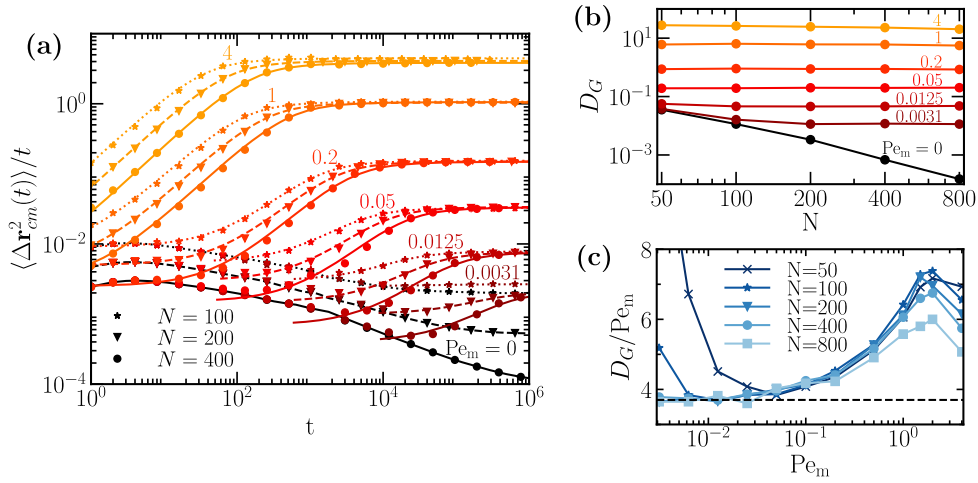 (a)
⟨Δr²cm(t)⟩/t
10⁰
10⁻²
10⁻⁴
4
1
0.2
0.05
0.0125
0.0031
Peₘ = 0
N = 100
N = 200
N = 400
10⁰ 10² 10⁴ 10⁶
t
(b)
D_G
10¹
10⁻¹
10⁻³
4
1
0.2
0.05
0.0125
0.0031
Peₘ = 0
50 100 200 400 800
N
(c)
D_G/Peₘ
8
6
4
N=50
N=100
N=200
N=400
N=800
10⁻² 10⁻¹ 10⁰
Peₘ